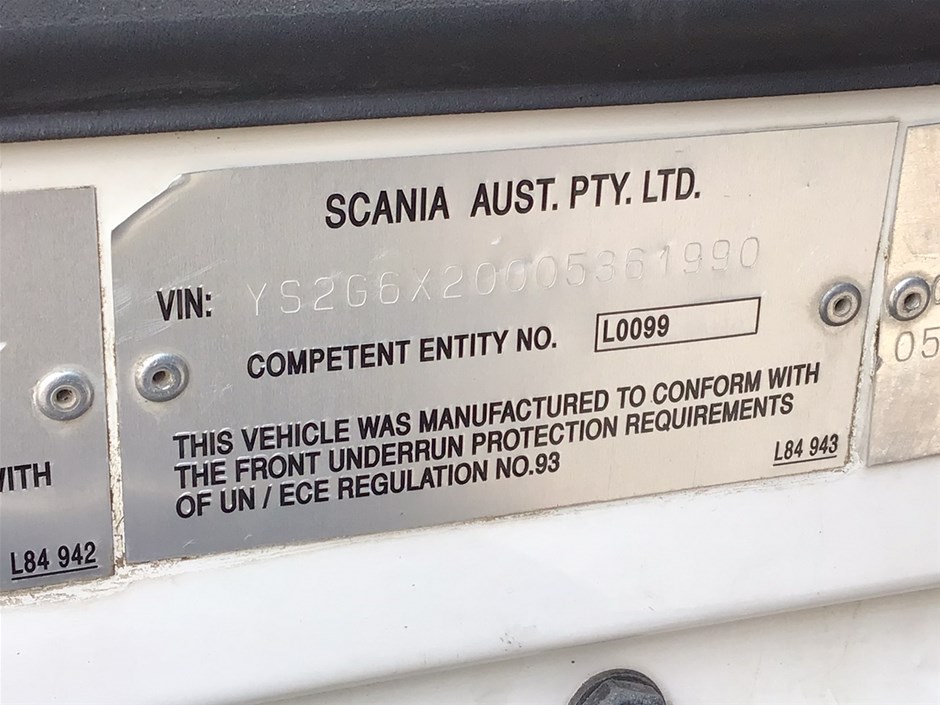 SCANIA AUST. PTY. LTD.
VIN: YS2G6X20005361990
COMPETENT ENTITY NO. L0099
THIS VEHICLE WAS MANUFACTURED TO CONFORM WITH
THE FRONT UNDERRUN PROTECTION REQUIREMENTS
OF UN / ECE REGULATION NO.93
L84 943
WITH
L84 942
05